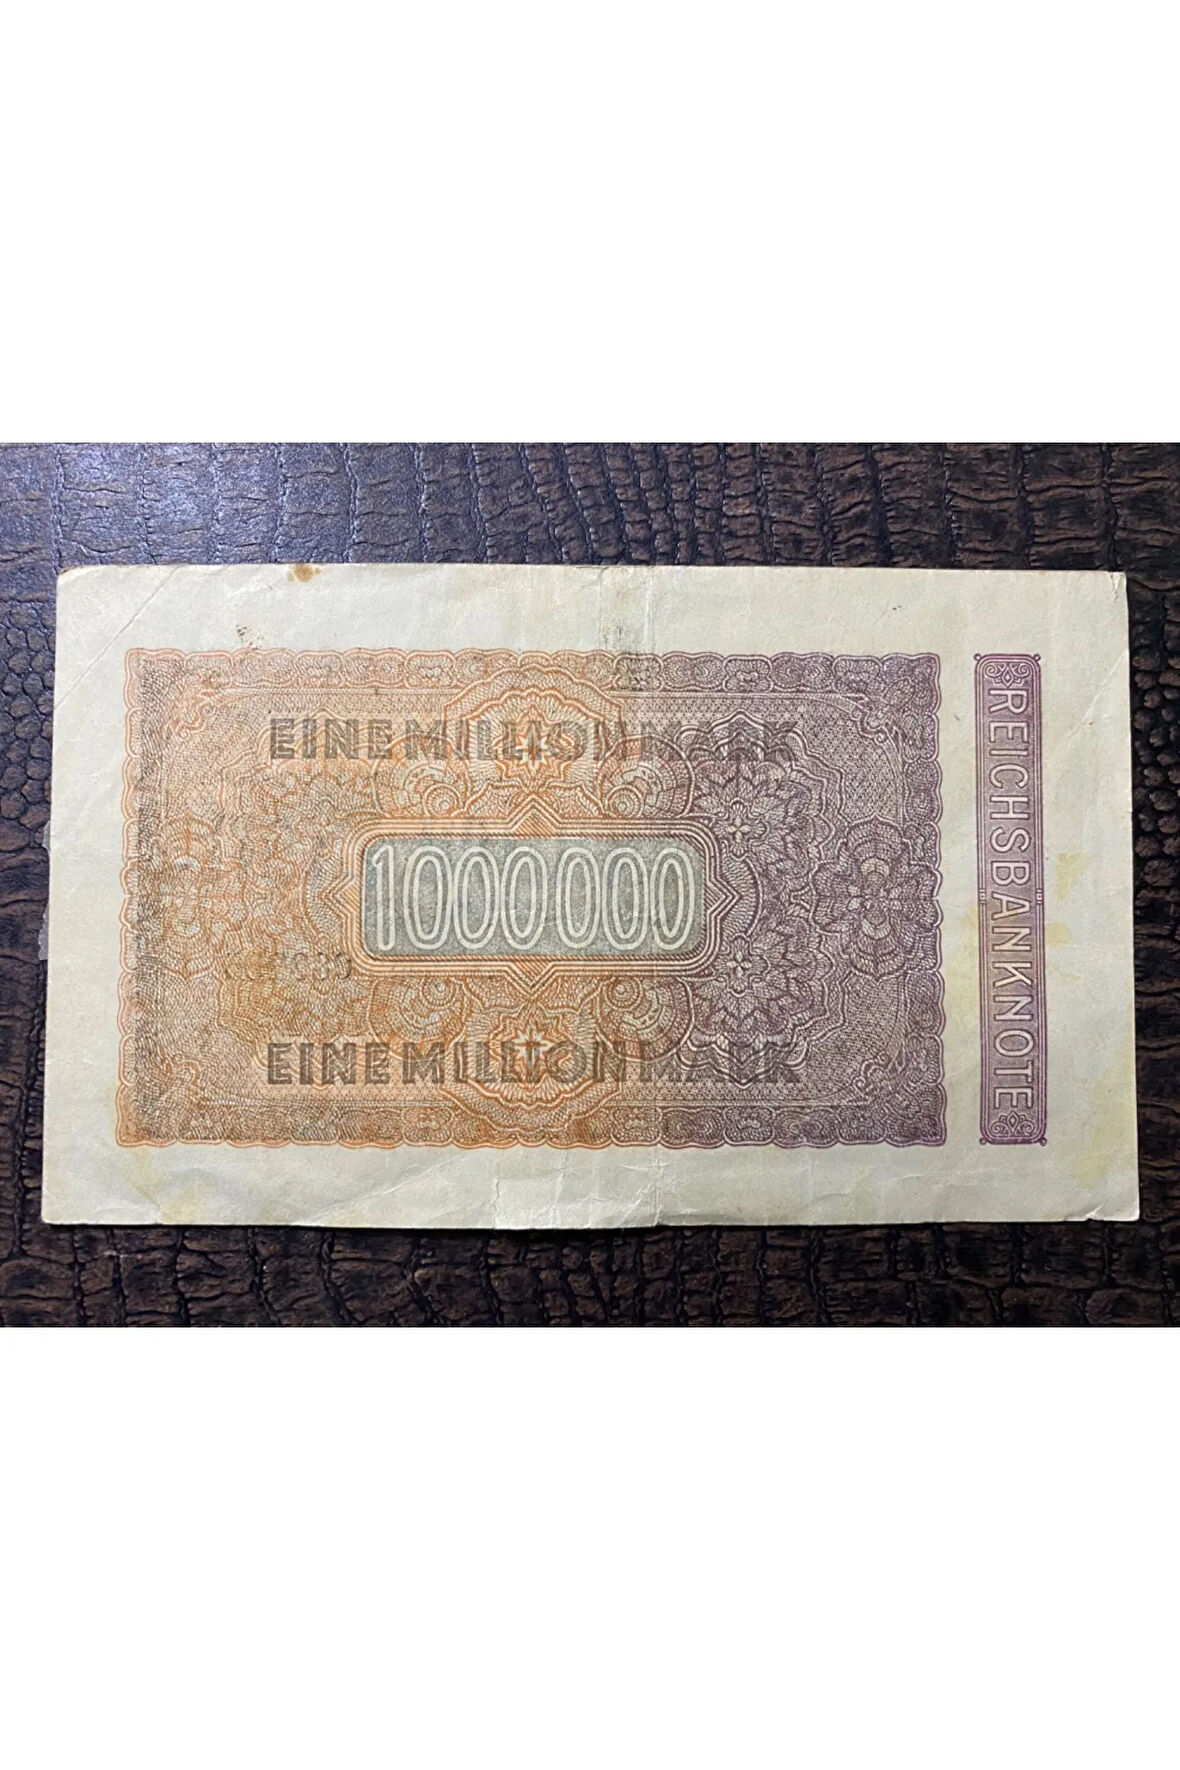 EINE MILLION MARK
1000000
EINE MILLION MARK
REICHSBANKNOTE